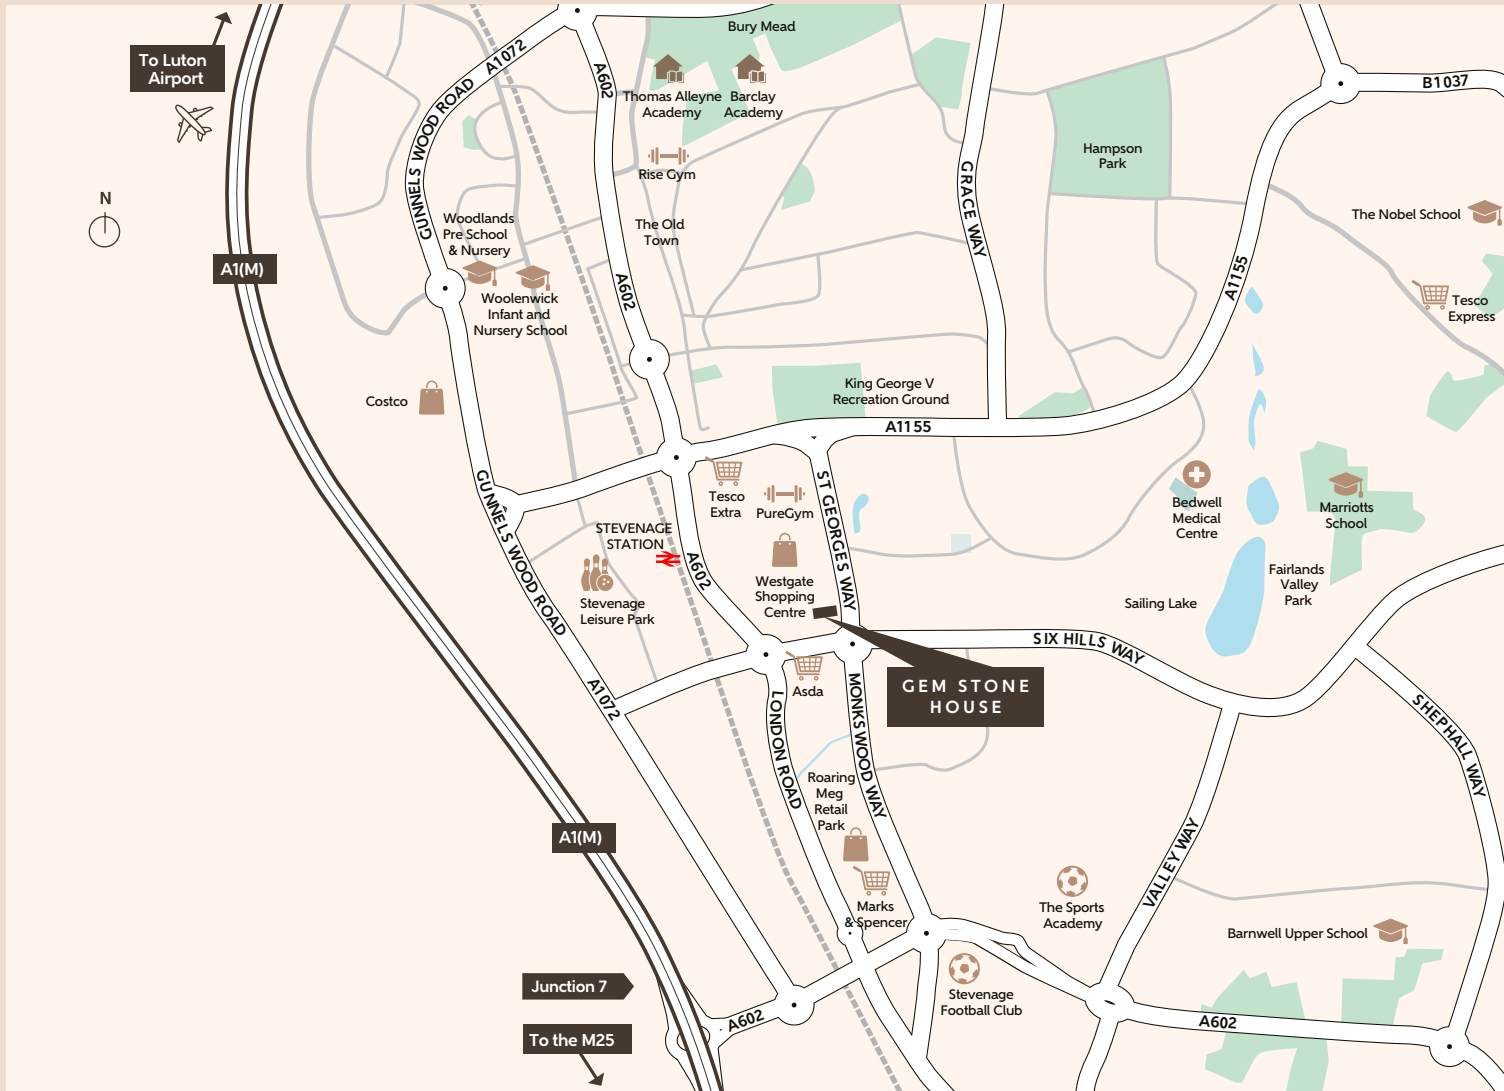 Bury Mead
To Luton
Airport
A1072
A602
B1037
GUNNELS WOOD ROAD
Thomas Alleyne
Academy
Barclay
Academy
Hampson
Park
Rise Gym
GRACE WAY
N
Woodlands
Pre School
& Nursery
The Old
Town
The Nobel School
A1(M)
A602
A1155
Woolenwick
Infant and
Nursery School
Tesco
Express
Costco
King George V
Recreation Ground
A1155
Tesco
Extra
PureGym
ST GEORGES WAY
GUNNELS WOOD ROAD
STEVENAGE
STATION
A602
Bedwell
Medical
Centre
Marriotts
School
Westgate
Shopping
Centre
Stevenage
Leisure Park
Fairlands
Valley
Park
Sailing Lake
SIX HILLS WAY
GEM STONE
HOUSE
Asda
A1072
LONDON ROAD
MONKSWOOD WAY
SHEPHALL WAY
Roaring
Meg
Retail
Park
A1(M)
VALLEY WAY
Marks
& Spencer
The Sports
Academy
Barnwell Upper School
Junction 7
Stevenage
Football Club
A602
A602
To the M25